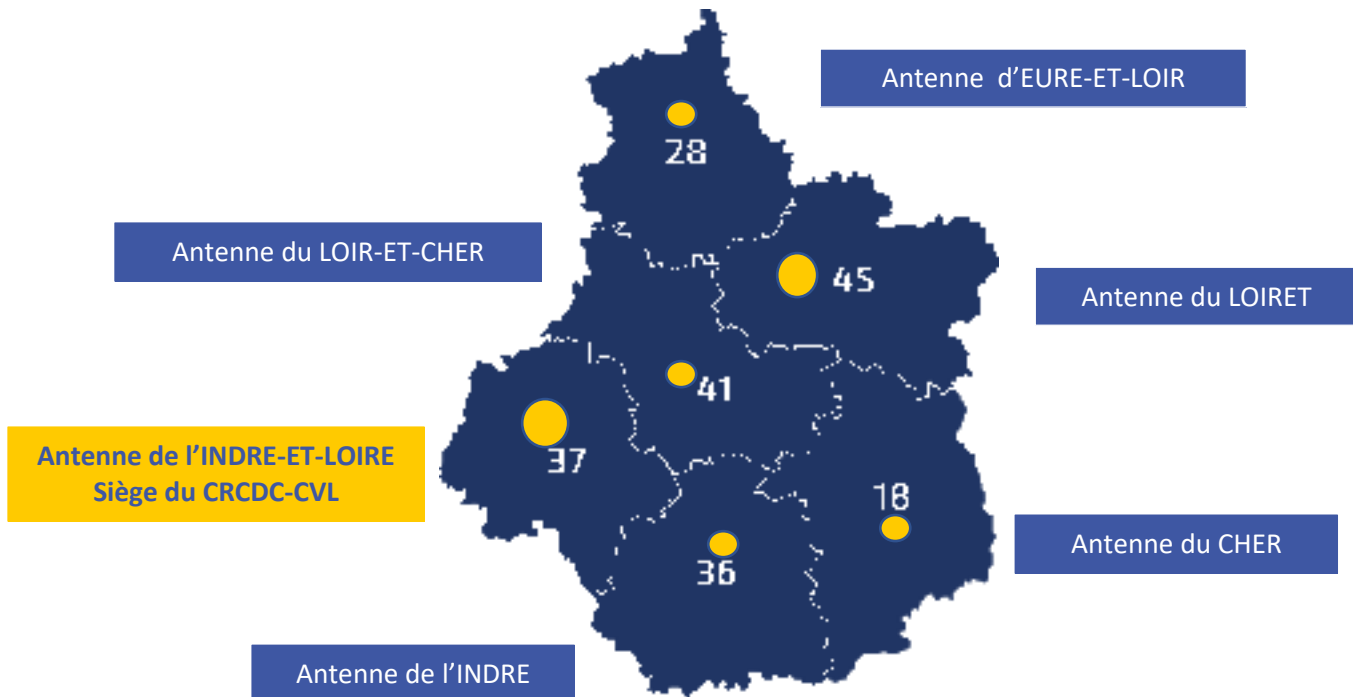 Antenne d’EURE-ET-LOIR
28
Antenne du LOIR-ET-CHER
45
Antenne du LOIRET
41
Antenne de l’INDRE-ET-LOIRE
Siège du CRCDC-CVL
37
18
Antenne du CHER
36
Antenne de l’INDRE